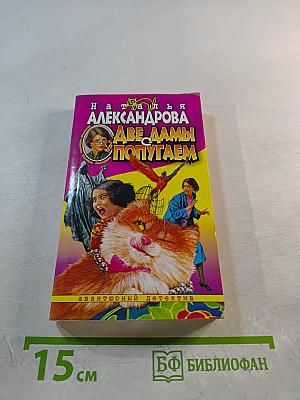 Наталья
АЛЕКСАНДРОВА
ДВЕ ДАМЫ
С
ПОПУГАЕМ
авантюрный детектив
15 см
БФ БИБЛИОФАН